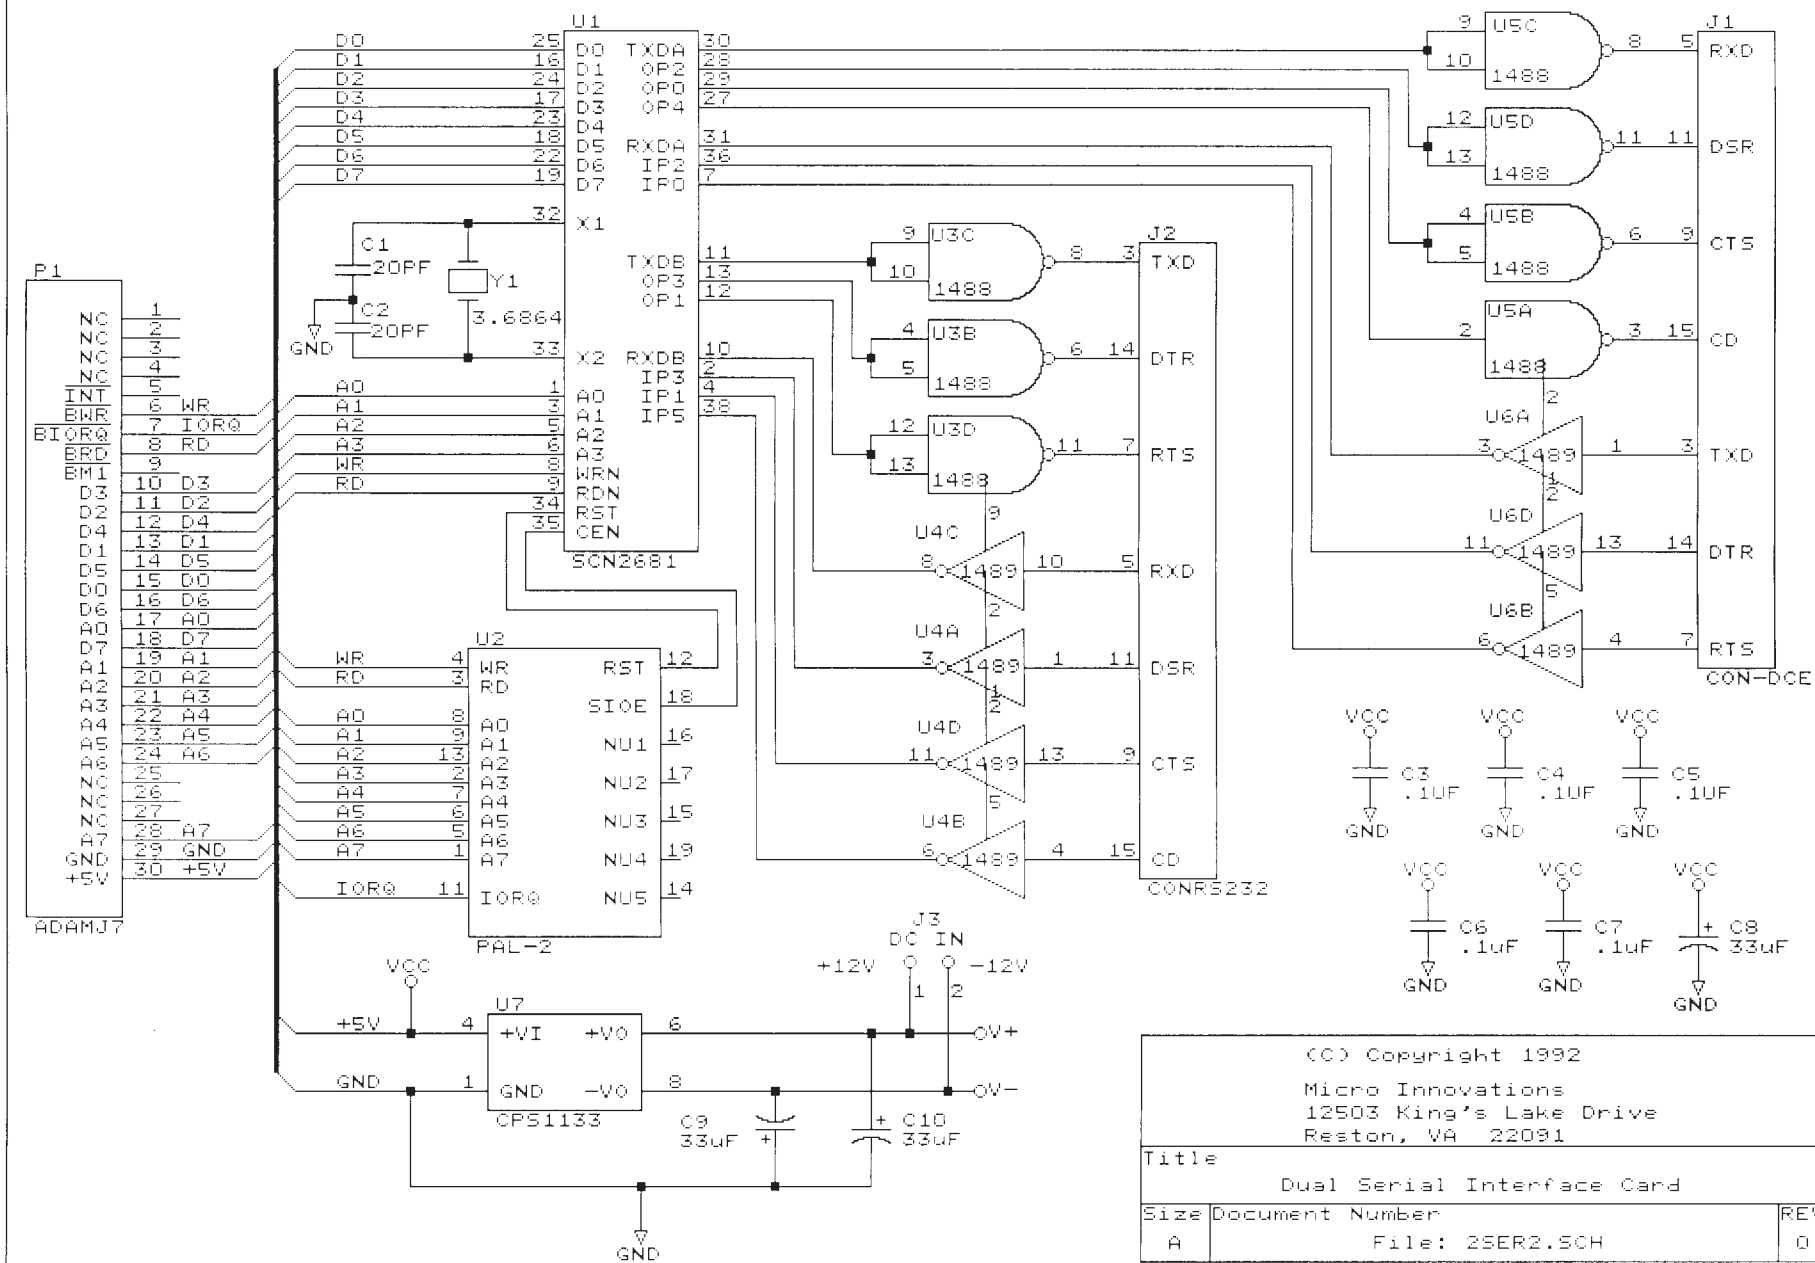 P1
NC 1
NC 2
NC 3
NC 4
INT 5
BWR 6 WR
BIORQ 7 IORQ
BRD 8 RD
BM1 9
D3 10 D3
D2 11 D2
D4 12 D4
D1 13 D1
D5 14 D5
D0 15 D0
D6 16 D6
A0 17 A0
D7 18 D7
A1 19 A1
A2 20 A2
A3 21 A3
A4 22 A4
A5 23 A5
A6 24 A6
NC 25
NC 26
NC 27
A7 28 A7
GND 29 GND
+5V 30 +5V
ADAMJ7
U1
D0 25 D0 TXDA 30
D1 16 D1 OP2 28
D2 24 D2 OP0 29
D3 17 D3 OP4 27
D4 23 D4
D5 18 D5 RXDA 31
D6 22 D6 IP2 36
D7 19 D7 IP0 7
32 X1
TXDB 11
OP3 13
OP1 12
33 X2 RXDB 10
IP3 2
A0 1 A0 IP1 4
A1 3 A1 IP5 38
A2 5 A2
A3 6 A3
WR 8 WRN
RD 9 RDN
34 RST
35 CEN
SCN2681
C1
20PF
C2
20PF
GND
Y1
3.6864
U2
WR 4 WR RST 12
RD 3 RD
SIOE 18
A0 8 A0
A1 9 A1 NU1 16
A2 13 A2
A3 2 A3 NU2 17
A4 7 A4
A5 6 A5 NU3 15
A6 5 A6
A7 1 A7 NU4 19
IORQ 11 IORQ NU5 14
PAL-2
9 U3C
10 1488 8
4 U3B
5 1488 6
12 U3D
13 1488 11
9
U4C
8 1489 10
2
U4A
3 1489 1
1
2
U4D
11 1489 13
5
U4B
6 1489 4
J2
3 TXD
14 DTR
7 RTS
5 RXD
11 DSR
9 CTS
15 CD
CONRS232
9 U5C
10 1488 8
12 U5D
13 1488 11
4 U5B
5 1488 6
U5A
2 1488 3
2
U6A
3 1489 1
1
2
U6D
11 1489 13
5
U6B
6 1489 4
J1
5 RXD
11 DSR
9 CTS
15 CD
3 TXD
14 DTR
7 RTS
CON-DCE
VCC VCC VCC
C3 C4 C5
.1UF .1UF .1UF
GND GND GND
VCC VCC VCC
C6 C7 + C8
.1uF .1uF 33uF
GND GND GND
J3
DC IN
+12V -12V
1 2
VCC
U7
+5V 4 +VI +VO 6 V+
GND 1 GND -VO 8 V-
CPS1133
C9
33uF +
+ C10
33uF
GND
(C) Copyright 1992
Micro Innovations
12503 King's Lake Drive
Reston, VA 22091
Title
Dual Serial Interface Card
Size Document Number
A File: 2SER2.SCH
0